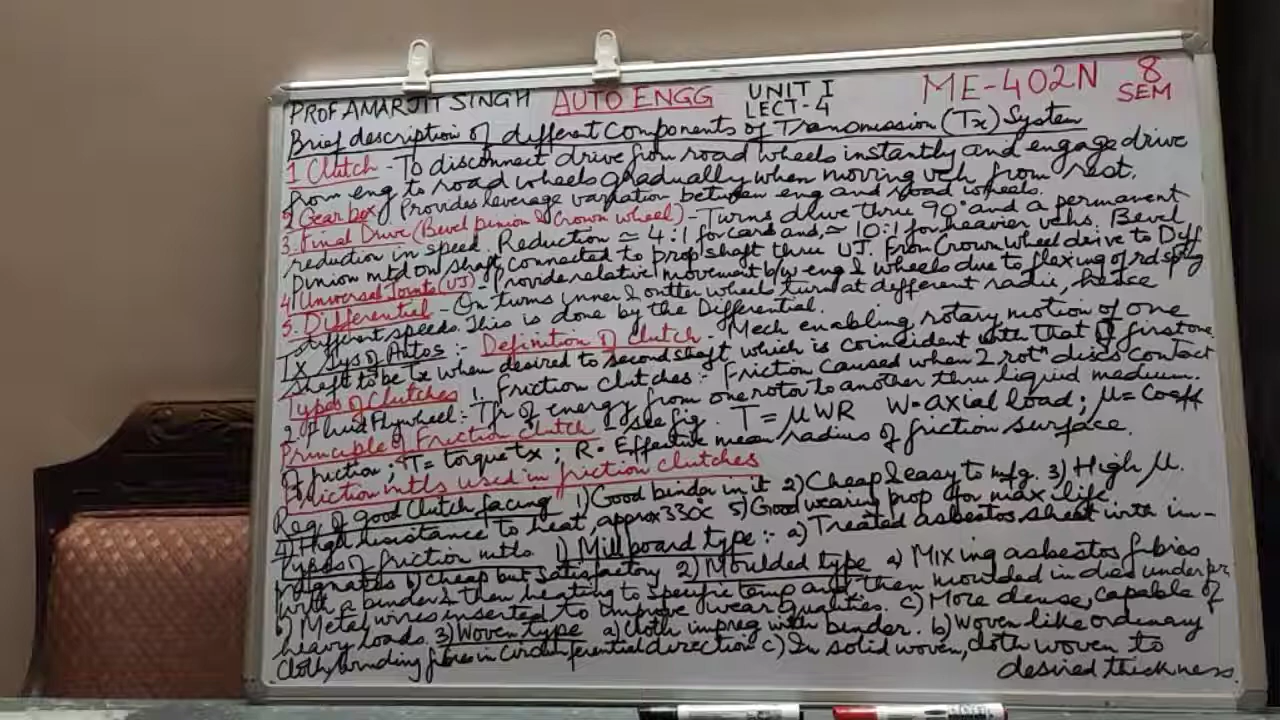 PROF AMARJIT SINGH AUTO ENGG UNIT I LECT-4 ME-402N 8 SEM
Brief description of different Components of Transmission (Tx) System
1 Clutch - To disconnect drive from road wheels instantly and engage drive
from eng to road wheels gradually when moving veh from rest.
2 Gear box Provides leverage variation between eng and road wheels.
3. Final Drive (Bevel pinion & Crown wheel) - Turns drive thru 90° and a permanent
reduction in speed. Reduction ≃ 4:1 for cars and, ≃ 10:1 for heavier vehs. Bevel
pinion mtd on shaft connected to prop shaft thru UJ. From Crown wheel drive to Diff
4 Universal Joints (UJ) - Provide relative movement b/w eng & wheels due to flexing of rd spg
5. Differential - On turns inner & outter wheels turn at different radii, hence
different speeds. This is done by the Differential.
Tx Sys of Autos :- Definition of Clutch - Mech enabling rotary motion of one
shaft to be Tx when desired to second shaft which is coincident with that of first one
Types of Clutches 1. Friction Clutches :- Friction caused when 2 rotⁿ discs contact
2. Fluid Flywheel :- Tfr of energy from one rotor to another thru liquid medium.
Principle of Friction Clutch see fig. T = μWR W = axial load; μ = Coeff
of friction; T = torque tx; R = Effective mean radius of friction surface.
Friction mtls used in friction clutches
Req of good Clutch facing 1) Good binder in it 2) Cheap & easy to mfg. 3) High μ.
4) High resistance to heat, approx 330°C 5) Good wearing prop for max life.
Types of friction mtls 1) Mill board type :- a) Treated asbestos sheet with im-
pregnates b) cheap but satisfactory 2) Moulded type a) Mixing asbestos fibres
with a binder & then heating to specific temp and then moulded in dies under pr.
b) Metal wires inserted to improve wear qualities. c) More dense, capable of
heavy loads. 3) Woven type a) Cloth impreg with binder. b) Woven like ordinary
Cloth, binding fibres in Circumferential direction c) In solid woven, cloth woven to
desired thickness.